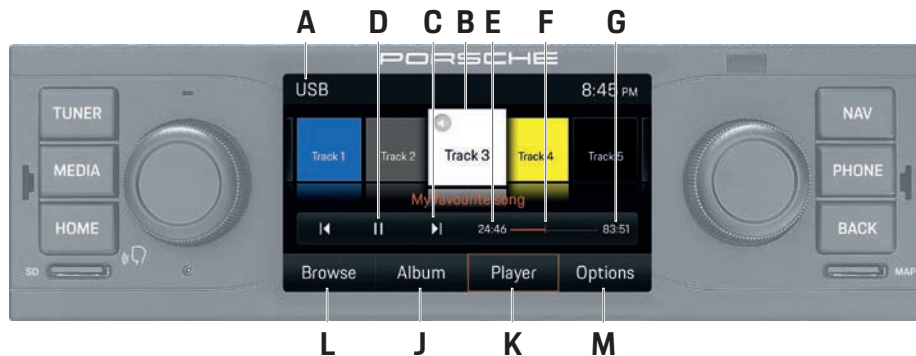 A D C B E F G
PORSCHE
USB 8:45 PM
TUNER
MEDIA
HOME
SD
Track 1 Track 2 Track 3 Track 4 Track 5
My favourite song
24:46 83:51
Browse Album Player Options
NAV
PHONE
BACK
MAP
L J K M